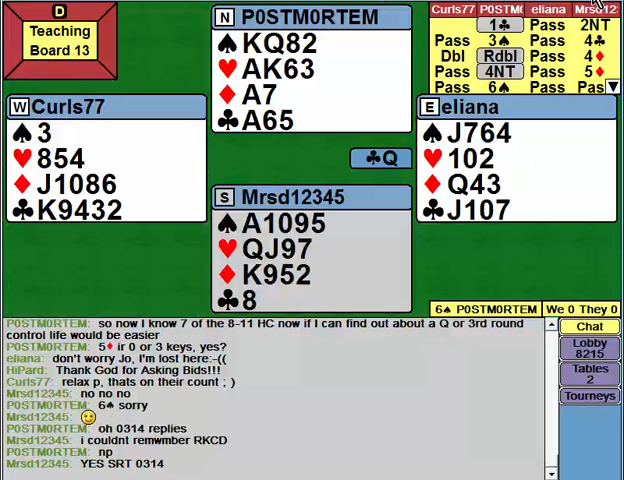 D
Teaching
Board 13
N P0STM0RTEM
♠ KQ82
♥ AK63
♦ A7
♣ A65
Curls77 P0STM( eliana Mrsd12
1♣ Pass 2NT
Pass 3♠ Pass 4♣
Dbl Rdbl Pass 4♦
Pass 4NT Pass 5♦
Pass 6♠ Pass Pas
W Curls77
♠ 3
♥ 854
♦ J1086
♣ K9432
♣Q
E eliana
♠ J764
♥ 102
♦ Q43
♣ J107
S Mrsd12345
♠ A1095
♥ QJ97
♦ K952
♣ 8
6♠ P0STM0RTEM We 0 They 0
P0STM0RTEM: so now I know 7 of the 8-11 HC now if I can find out about a Q or 3rd round
control life would be easier
P0STM0RTEM: 5♦ ir 0 or 3 keys, yes?
eliana: don't worry Jo, I'm lost here:-((
HiPard: Thank God for Asking Bids!!!
Curls77: relax p, thats on their count ; )
Mrsd12345: no no no
P0STM0RTEM: 6♠ sorry
Mrsd12345:
P0STM0RTEM: oh 0314 replies
Mrsd12345: i couldnt remwmber RKCD
P0STM0RTEM: np
Mrsd12345: YES SRT 0314
Chat
Lobby
8215
Tables
2
Tourneys